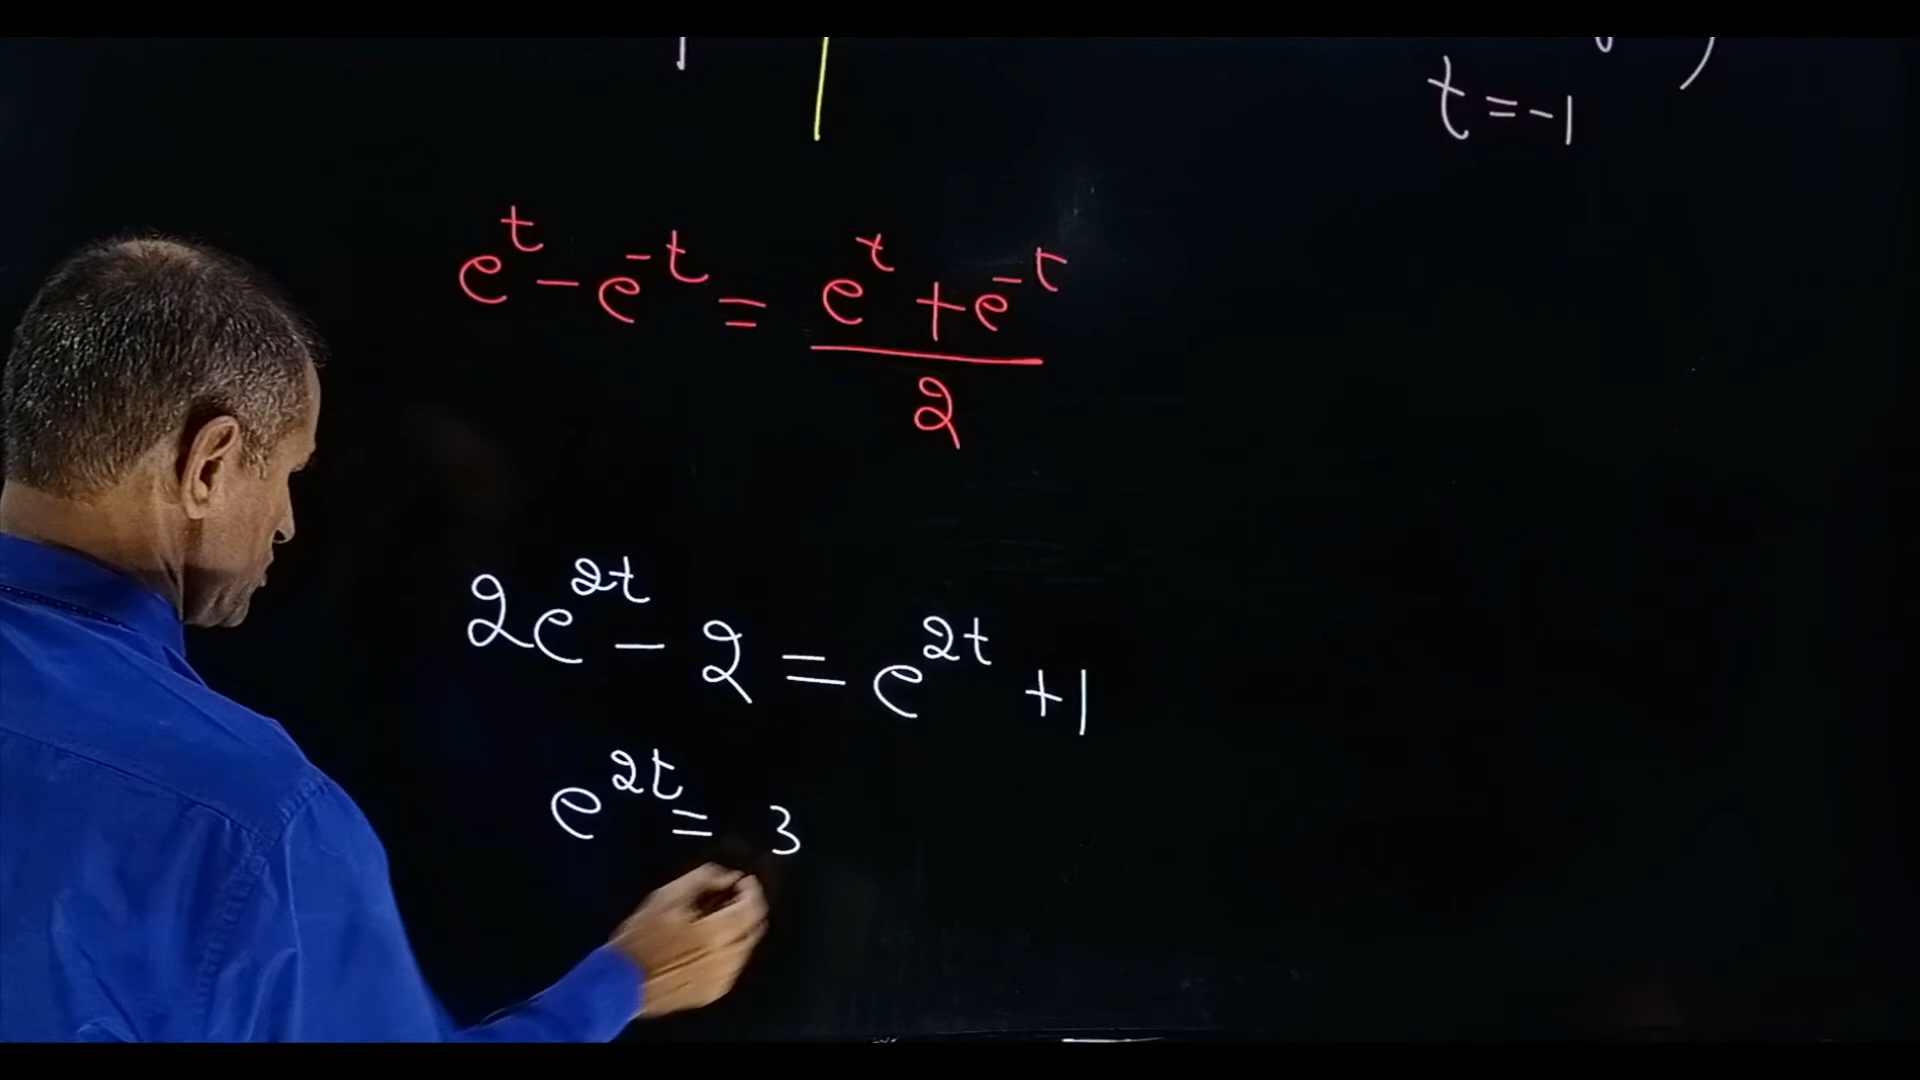 t = -1
e^t - e^-t = (e^t + e^-t)/2
2e^2t - 2 = e^2t + 1
e^2t = 3